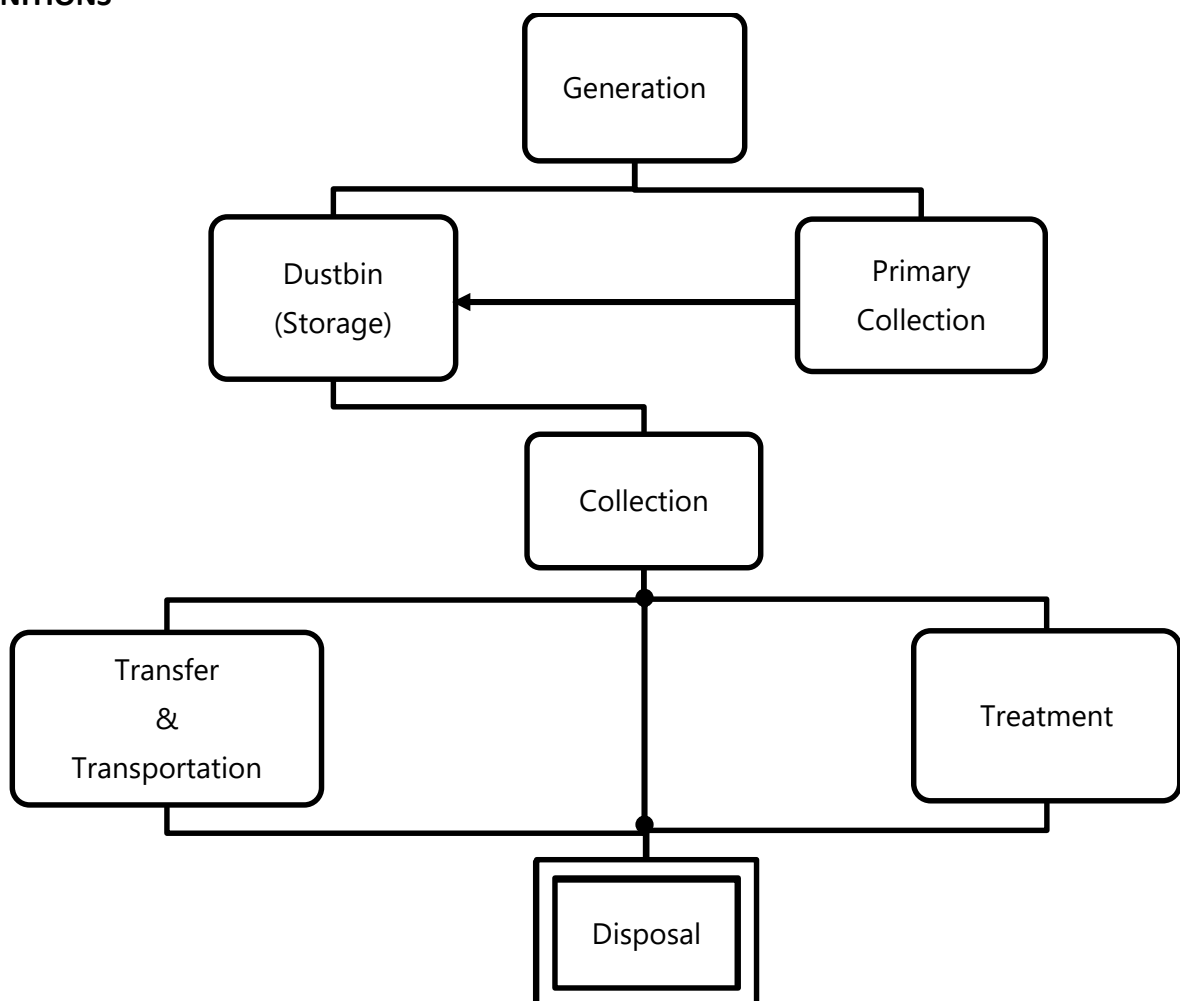 Generation
Dustbin
(Storage)
Primary
Collection
Collection
Transfer
&
Transportation
Treatment
Disposal